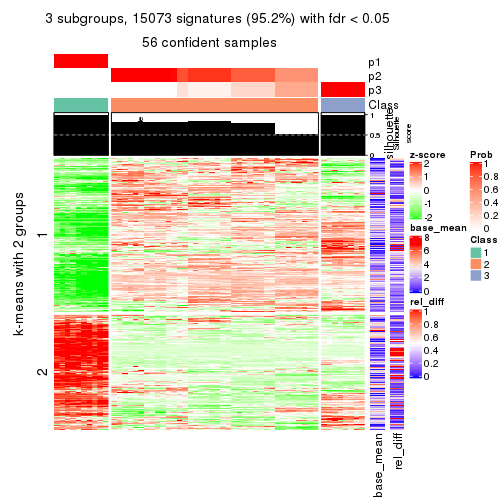 3 subgroups, 15073 signatures (95.2%) with fdr < 0.05
56 confident samples
p1
p2
p3
Class
1
0.5
0
silhouette
Silhouette
score
k-means with 2 groups
1
2
base_mean
rel_diff
z-score
2
1
0
-1
-2
base_mean
8
6
4
2
0
rel_diff
1
0.8
0.6
0.4
0.2
0
Prob
1
0.8
0.6
0.4
0.2
0
Class
1
2
3